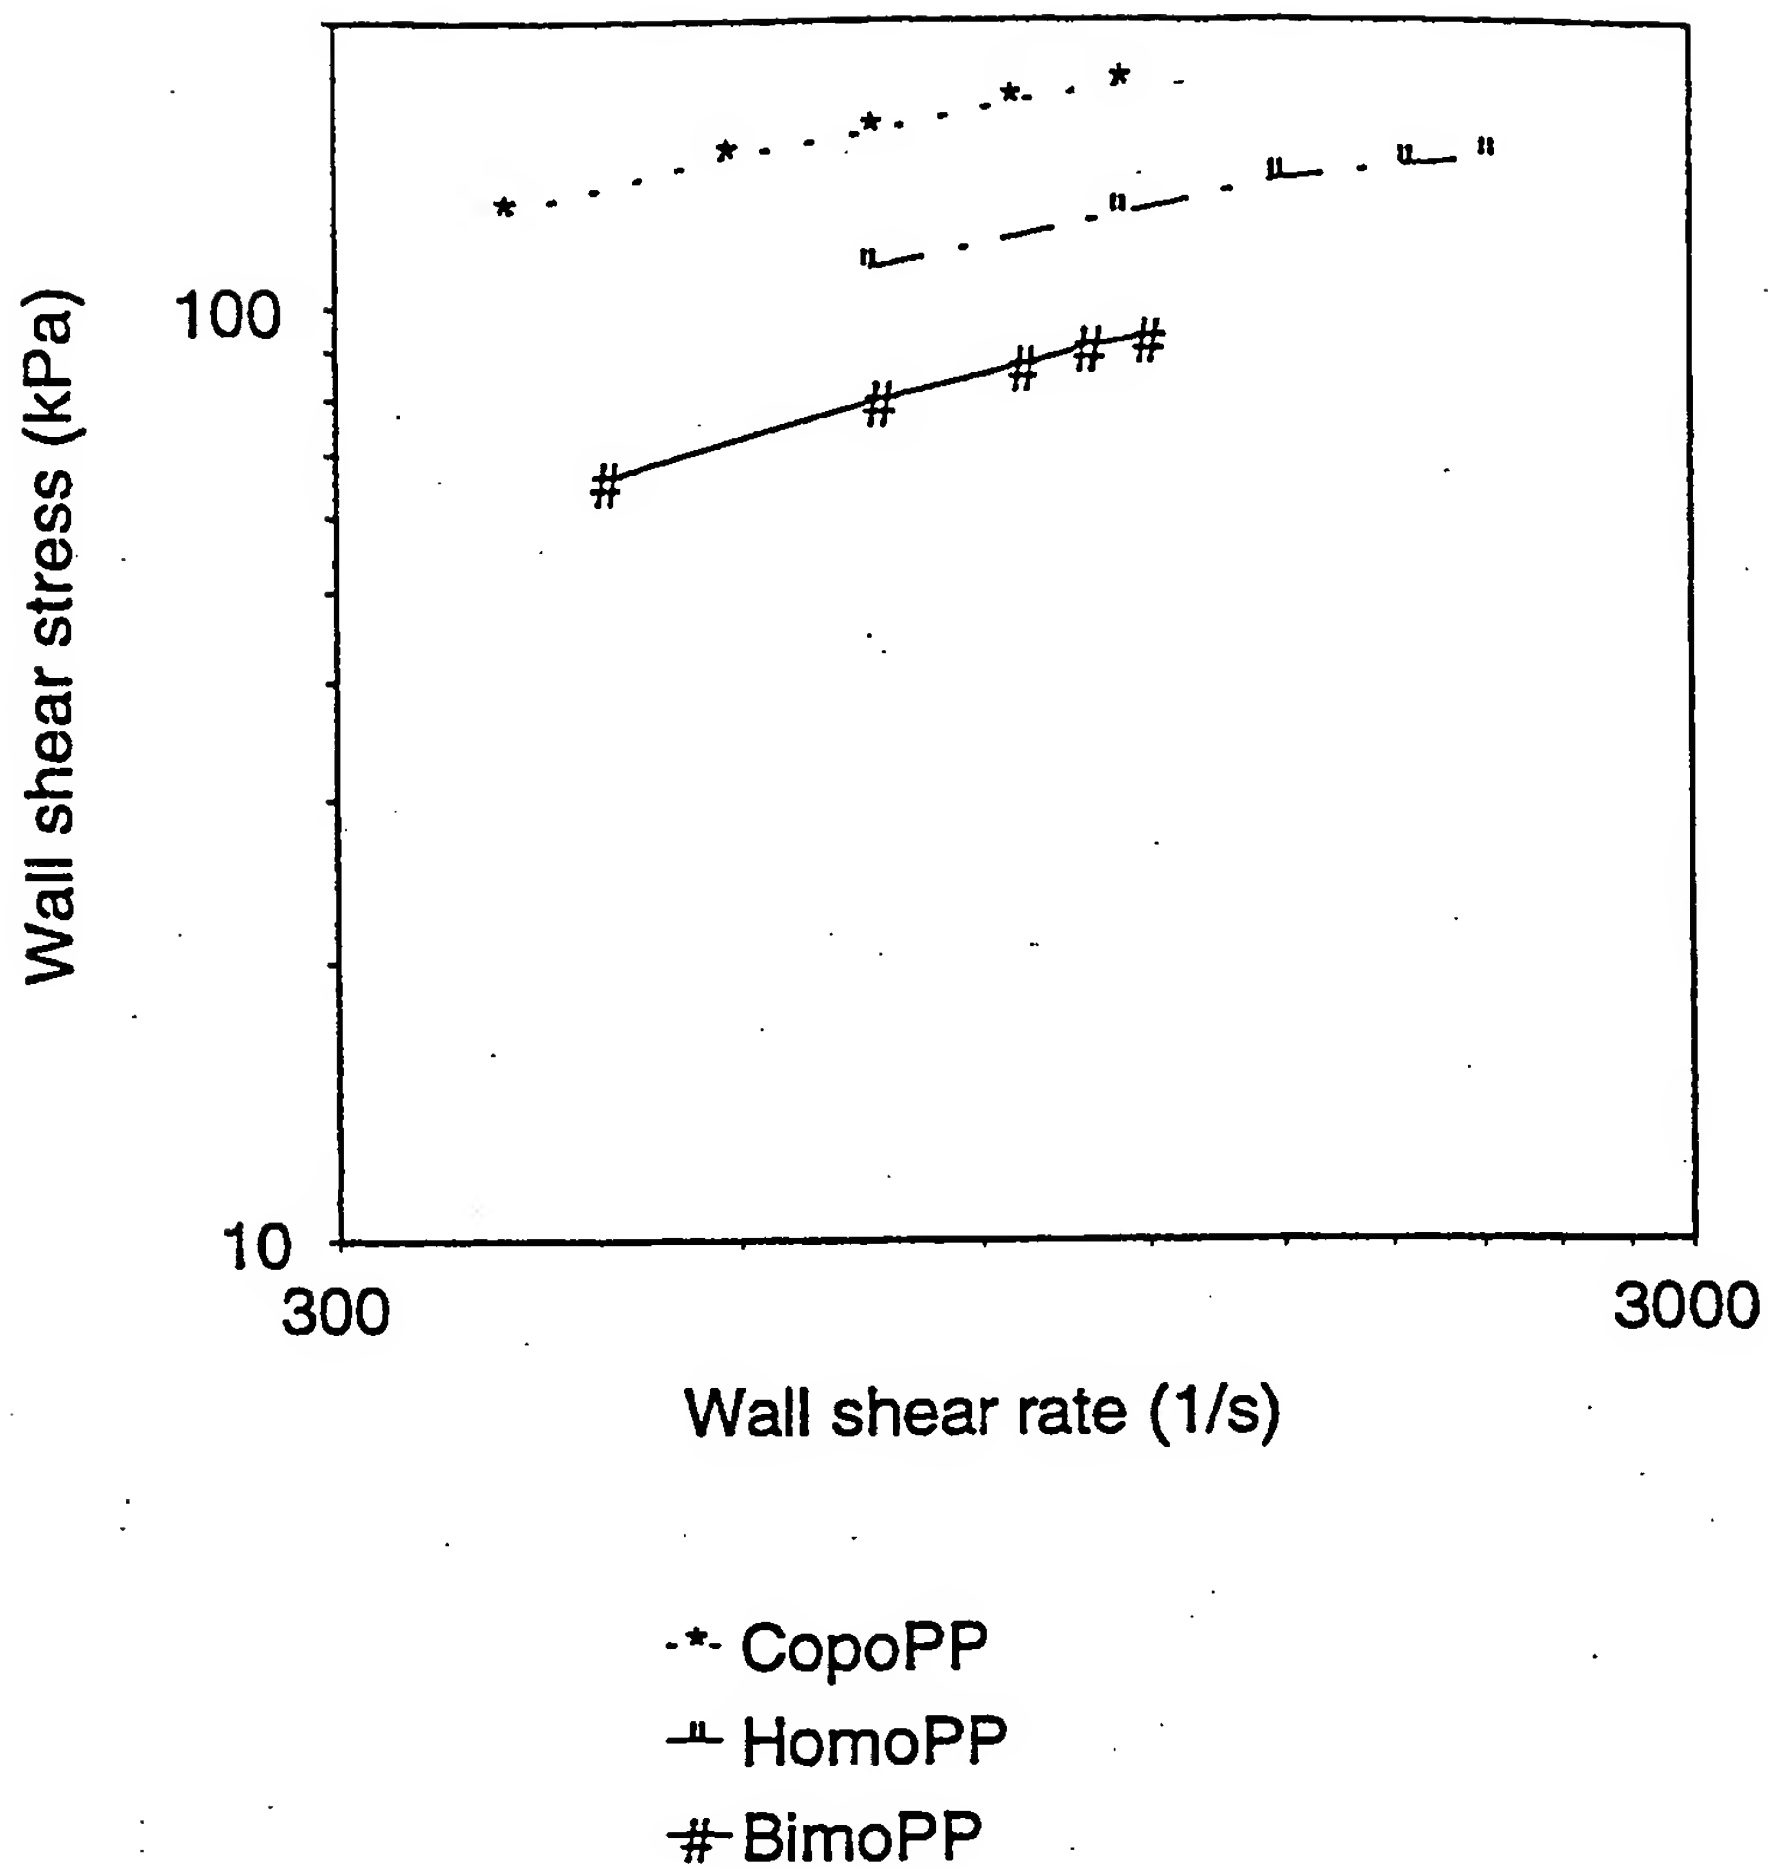 Wall shear stress (kPa)
100
10
300
3000
Wall shear rate (1/s)
CopoPP
HomoPP
BimoPP